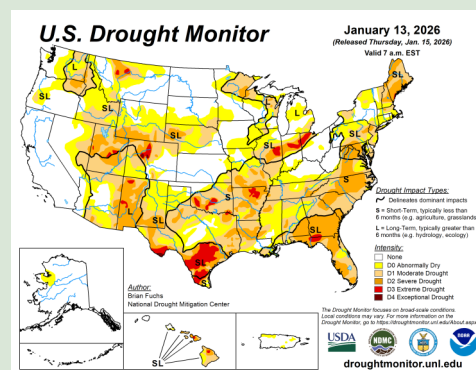 U.S. Drought Monitor
January 13, 2026
(Released Thursday, Jan. 15, 2026)
Valid 7 a.m. EST
L
SL
SL
SL
SL
L
L
SL
SL
S
S
L
SL
SL
S
SL
Drought Impact Types:
Delineates dominant impacts
S = Short-Term, typically less than
6 months (e.g. agriculture, grasslands
L = Long-Term, typically greater than
6 months (e.g. hydrology, ecology)
Intensity:
None
D0 Abnormally Dry
D1 Moderate Drought
D2 Severe Drought
D3 Extreme Drought
D4 Exceptional Drought
Author:
Brian Fuchs
National Drought Mitigation Center
SL
The Drought Monitor focuses on broad-scale conditions.
Local conditions may vary. For more information on the
Drought Monitor, go to https://droughtmonitor.unl.edu/About.aspx
USDA
NDMC
NOAA
droughtmonitor.unl.edu